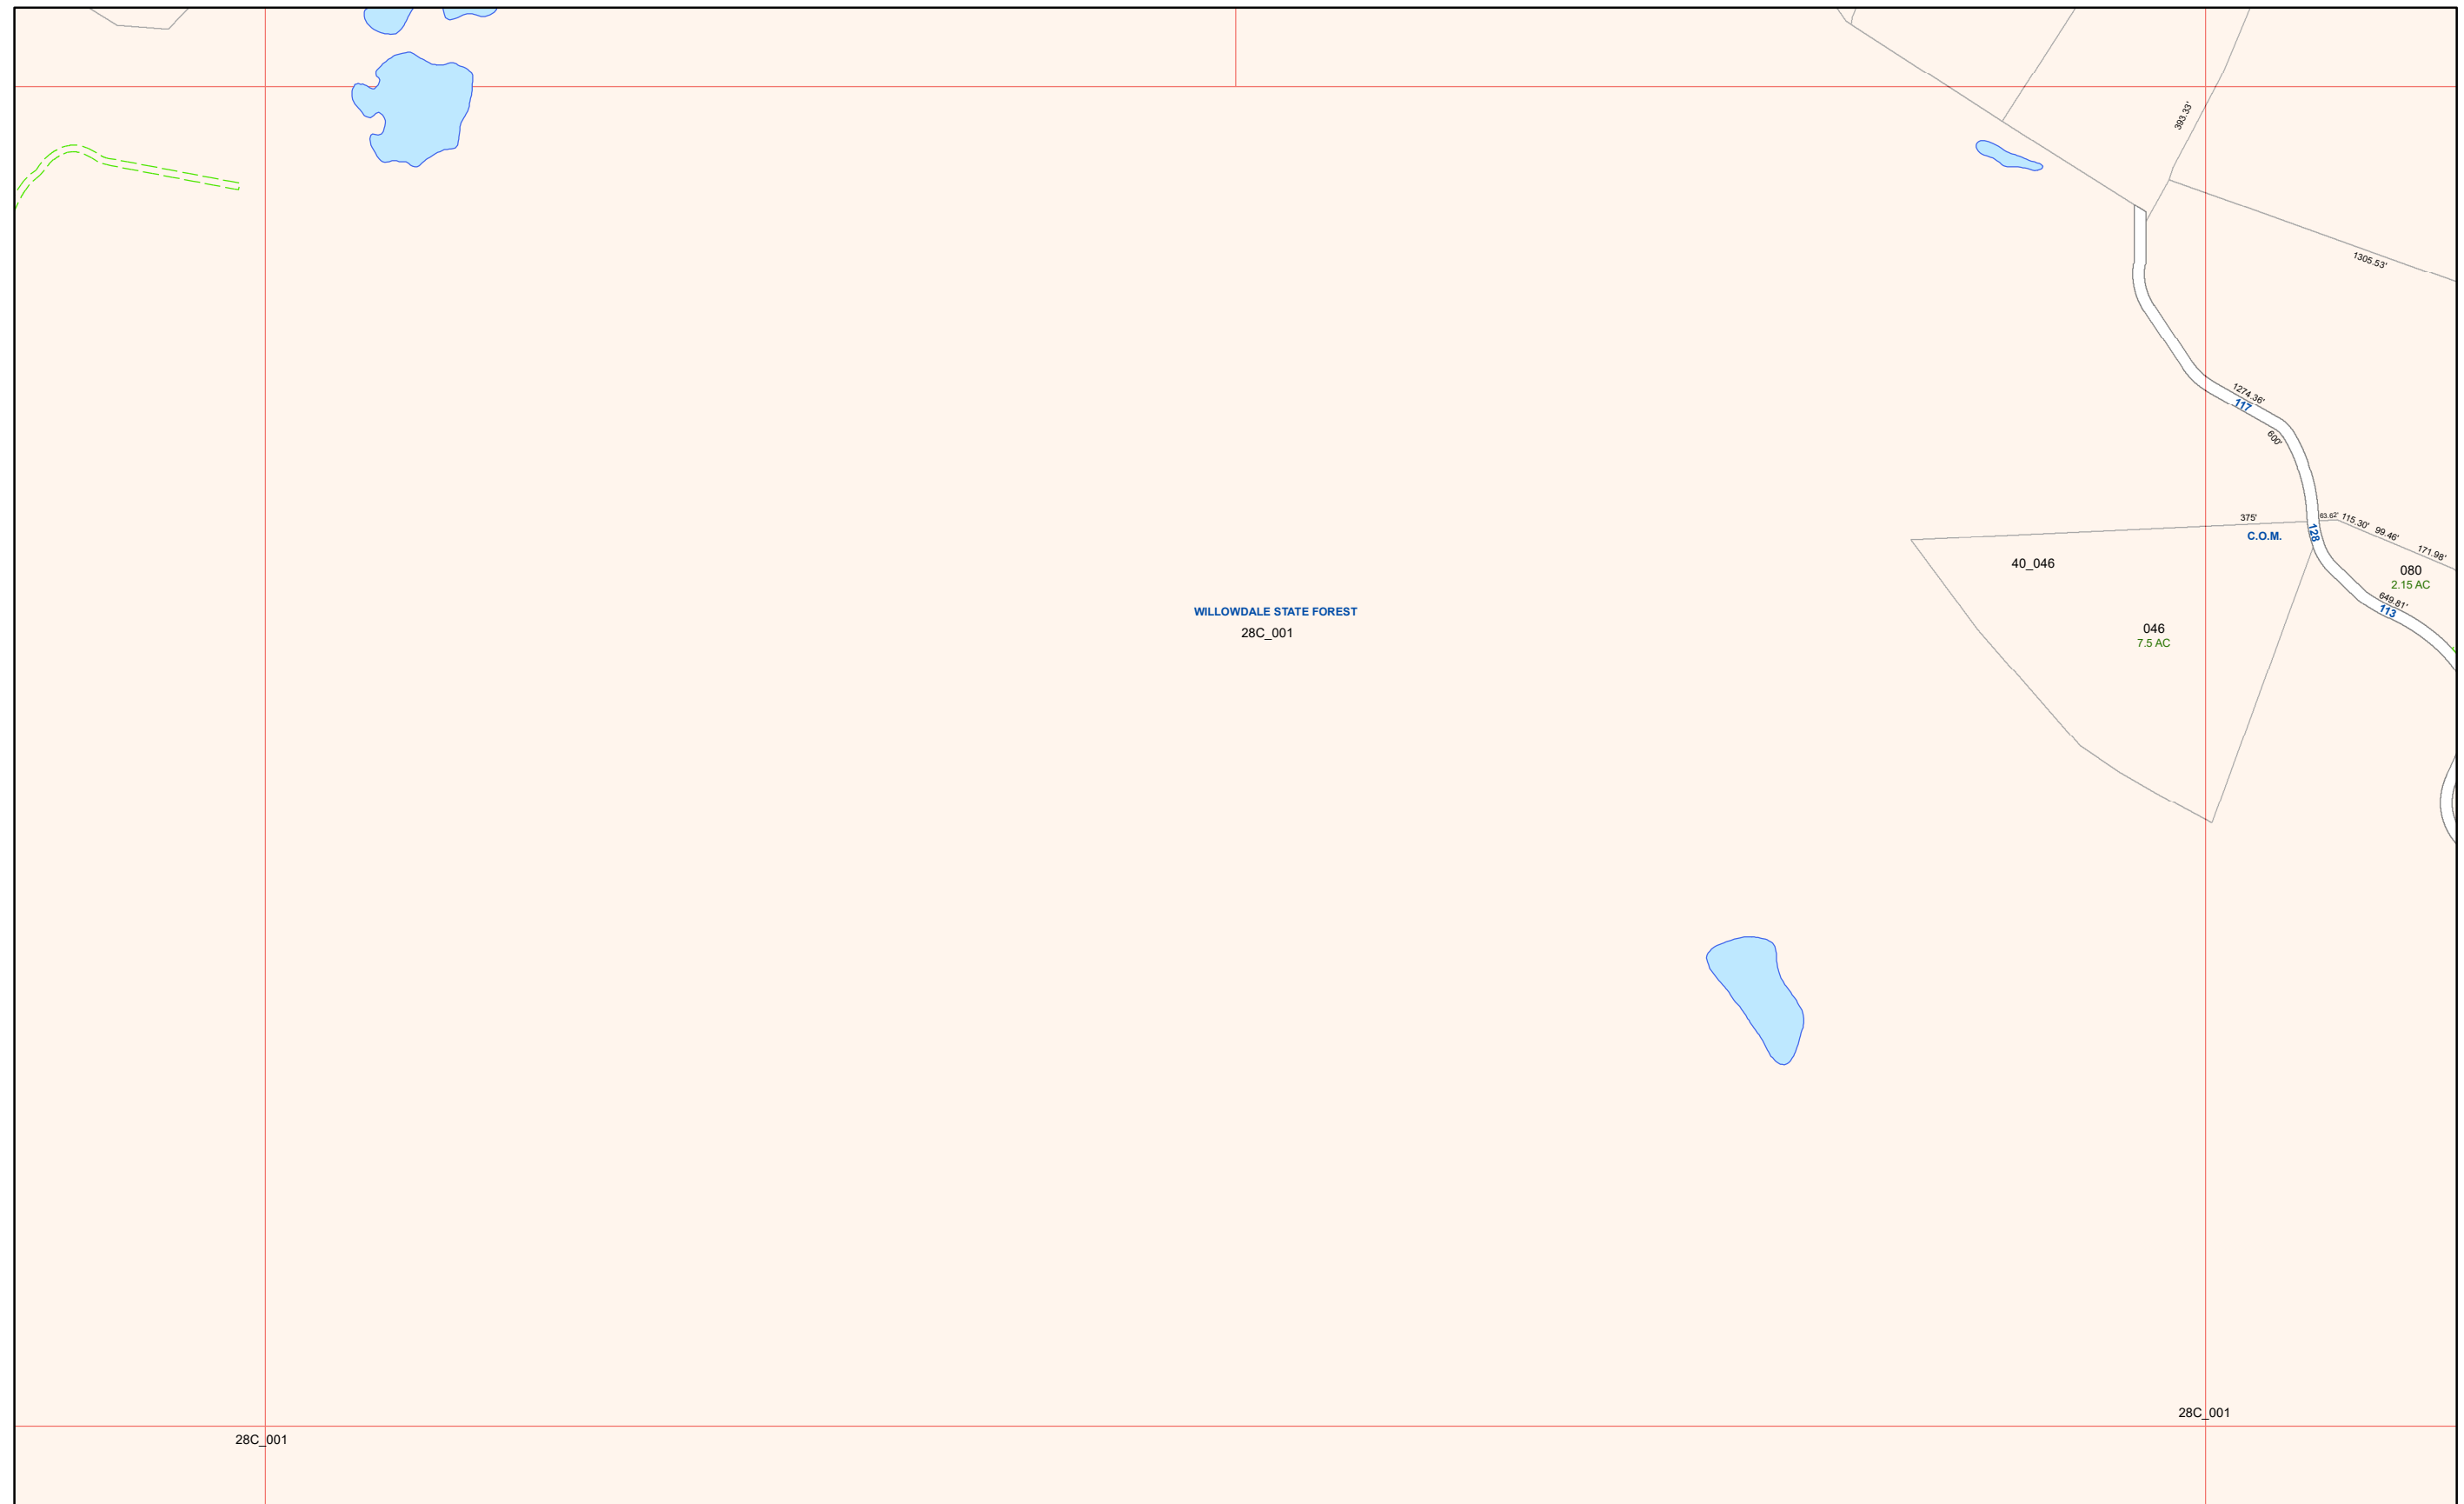 393.33'
1305.53'
1274.36'
117
600'
375'
63.62'
115.30'
99.46'
171.98'
128
C.O.M.
40_046
080
2.15 AC
649.81'
113
WILLOWDALE STATE FOREST
28C_001
046
7.5 AC
28C_001
28C_001